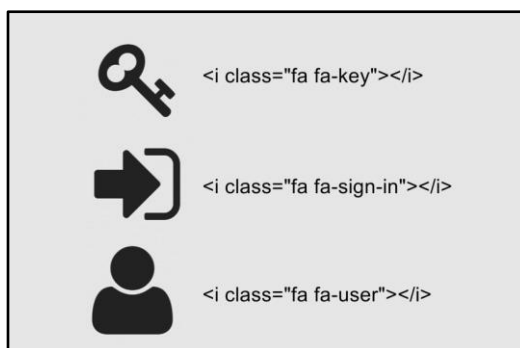 <i class="fa fa-key"></i>
<i class="fa fa-sign-in"></i>
<i class="fa fa-user"></i>